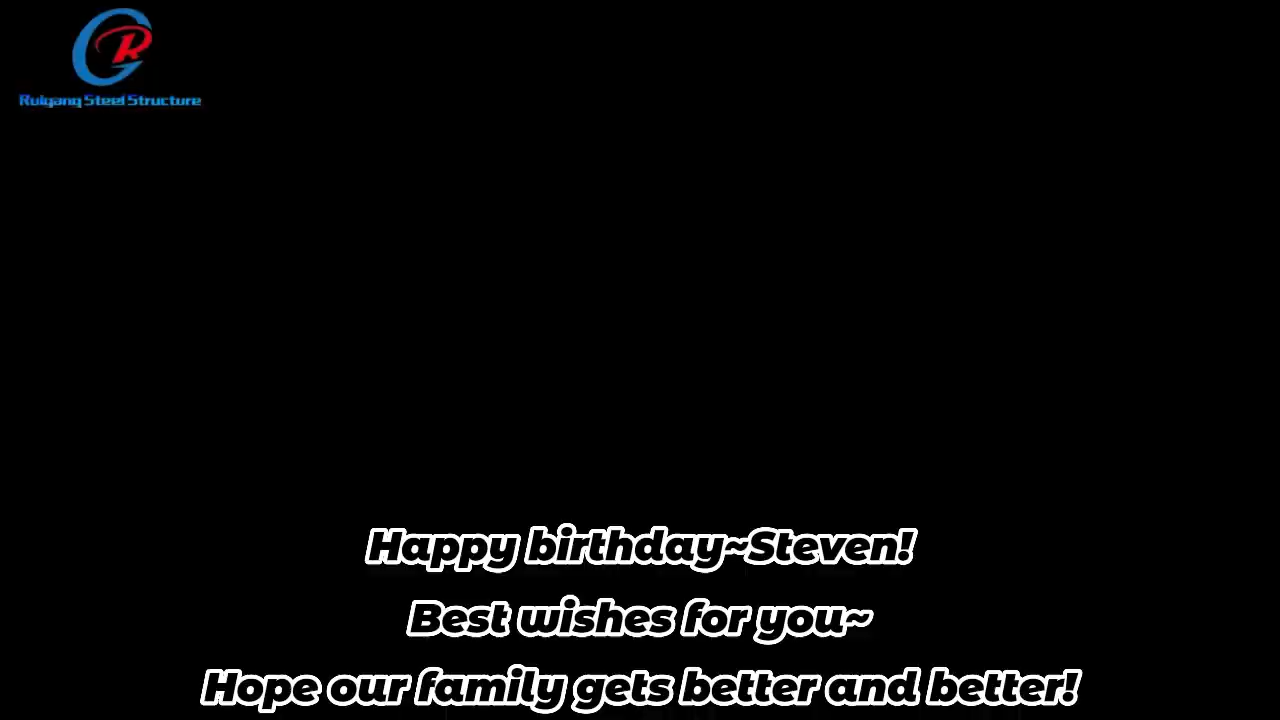 Ruigang Steel Structure
Happy birthday~Steven!
Best wishes for you~
Hope our family gets better and better!